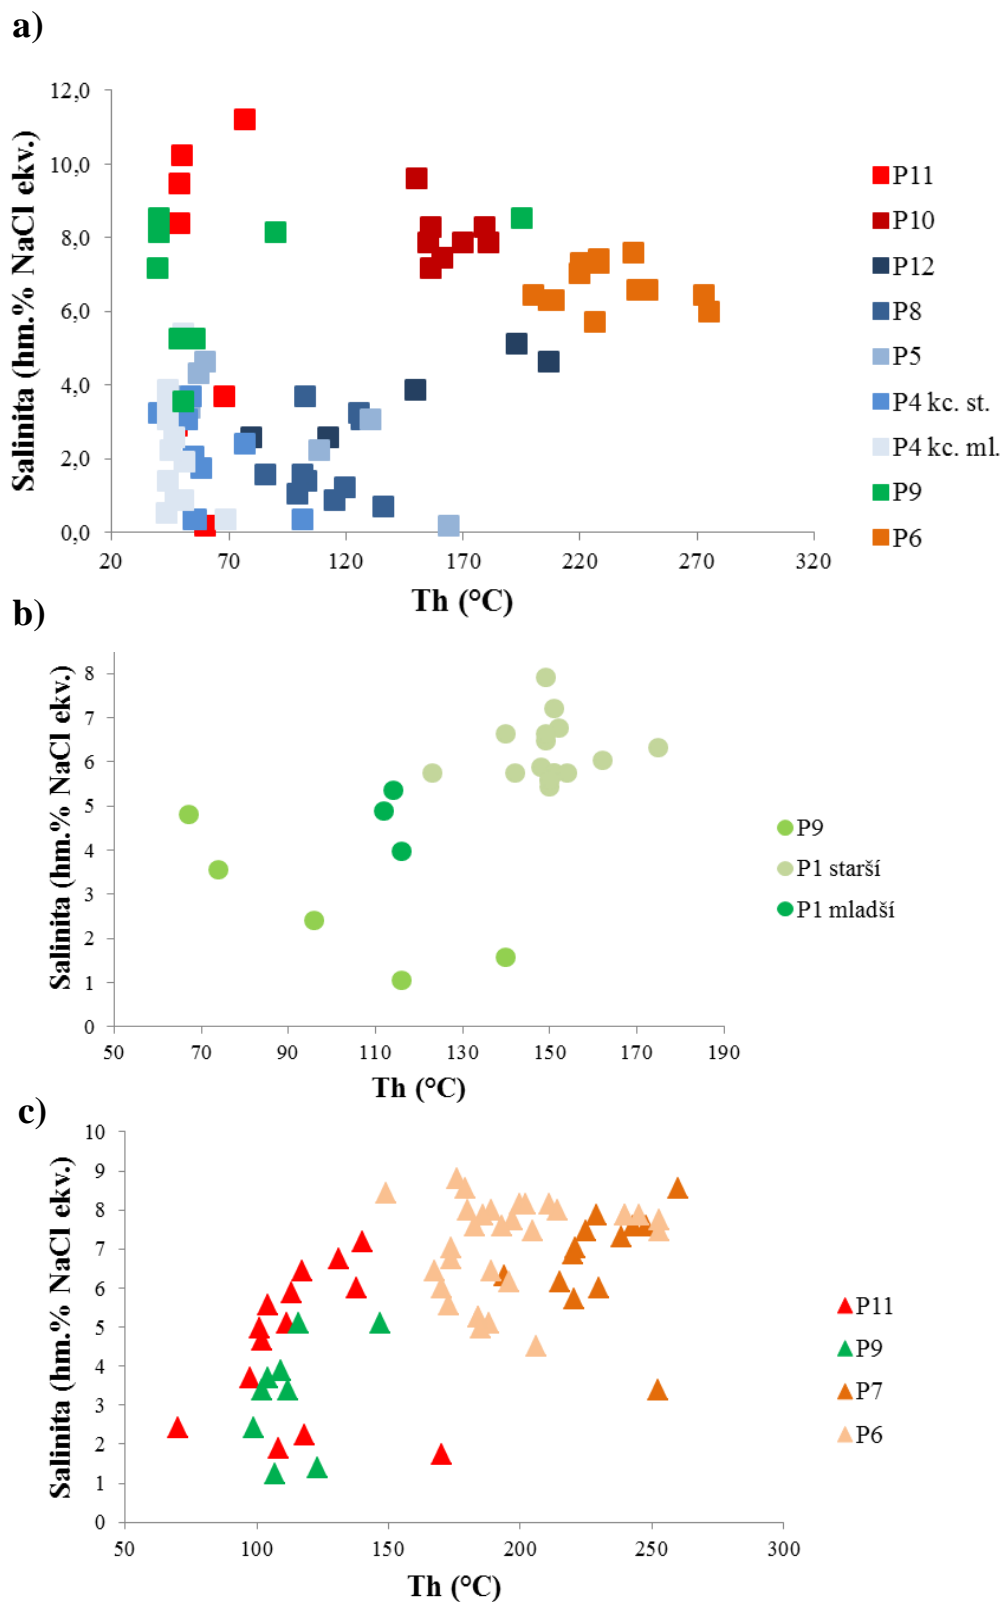 a)
Salinita (hm.% NaCl ekv.)
12,0
10,0
8,0
6,0
4,0
2,0
0,0
20 70 120 170 220 270 320
Th (°C)
P11
P10
P12
P8
P5
P4 kc. st.
P4 kc. ml.
P9
P6
b)
Salinita (hm.% NaCl ekv.)
8
7
6
5
4
3
2
1
0
50 70 90 110 130 150 170 190
Th (°C)
P9
P1 starší
P1 mladší
c)
Salinita (hm.% NaCl ekv.)
10
9
8
7
6
5
4
3
2
1
0
50 100 150 200 250 300
Th (°C)
P11
P9
P7
P6